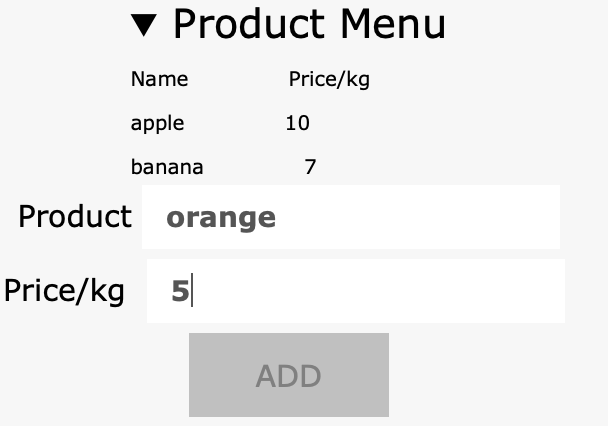 ▼ Product Menu
Name Price/kg
apple 10
banana 7
Product orange
Price/kg 5
ADD